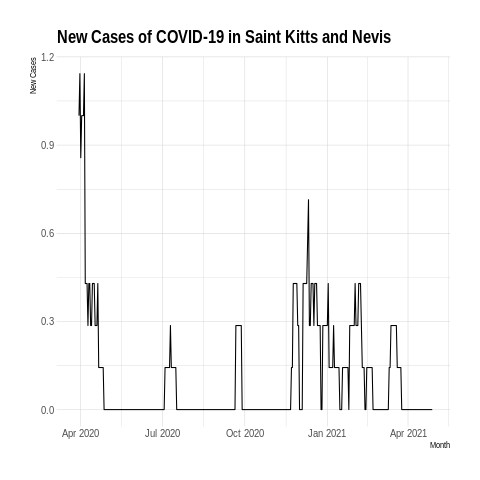 New Cases of COVID-19 in Saint Kitts and Nevis
New Cases
1.2
0.9
0.6
0.3
0.0
Apr 2020 Jul 2020 Oct 2020 Jan 2021 Apr 2021
Month